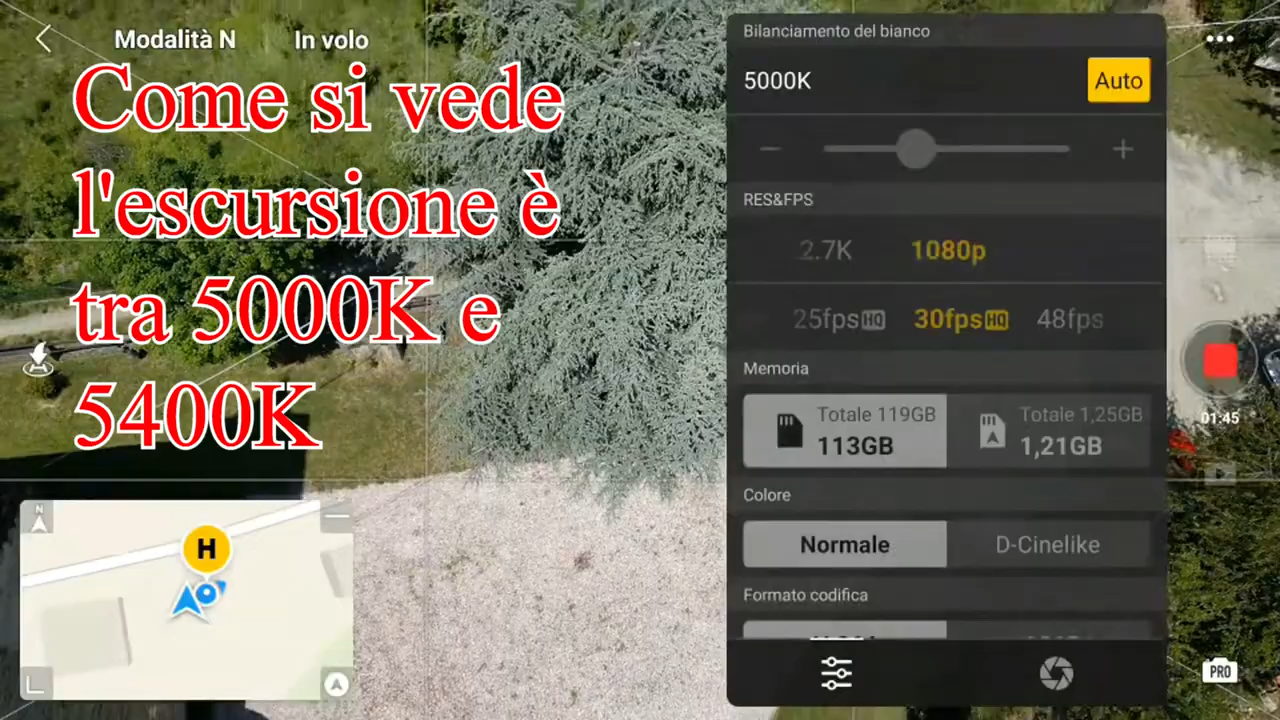 Modalità N
In volo
Come si vede
l'escursione è
tra 5000K e
5400K
N
H
Bilanciamento del bianco
5000K
Auto
RES&FPS
2.7K
1080p
25fps HQ
30fps HQ
48fps
Memoria
Totale 119GB
113GB
Totale 1,25GB
1,21GB
Colore
Normale
D-Cinelike
Formato codifica
01:45
PRO